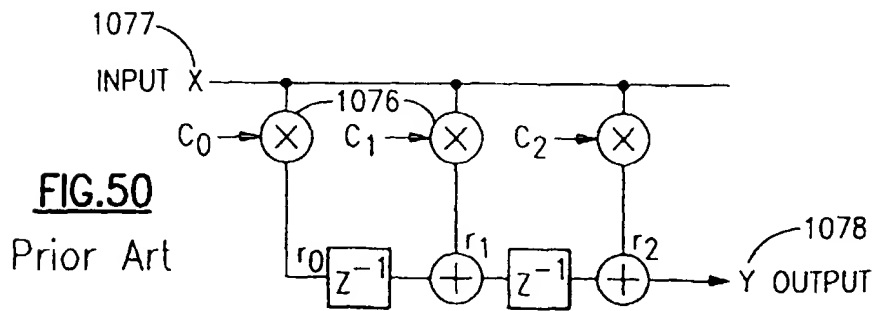 1077
INPUT X
1076
C0 C1 C2
FIG.50
Prior Art
r0 r1 r2
Z-1 Z-1
1078
Y OUTPUT